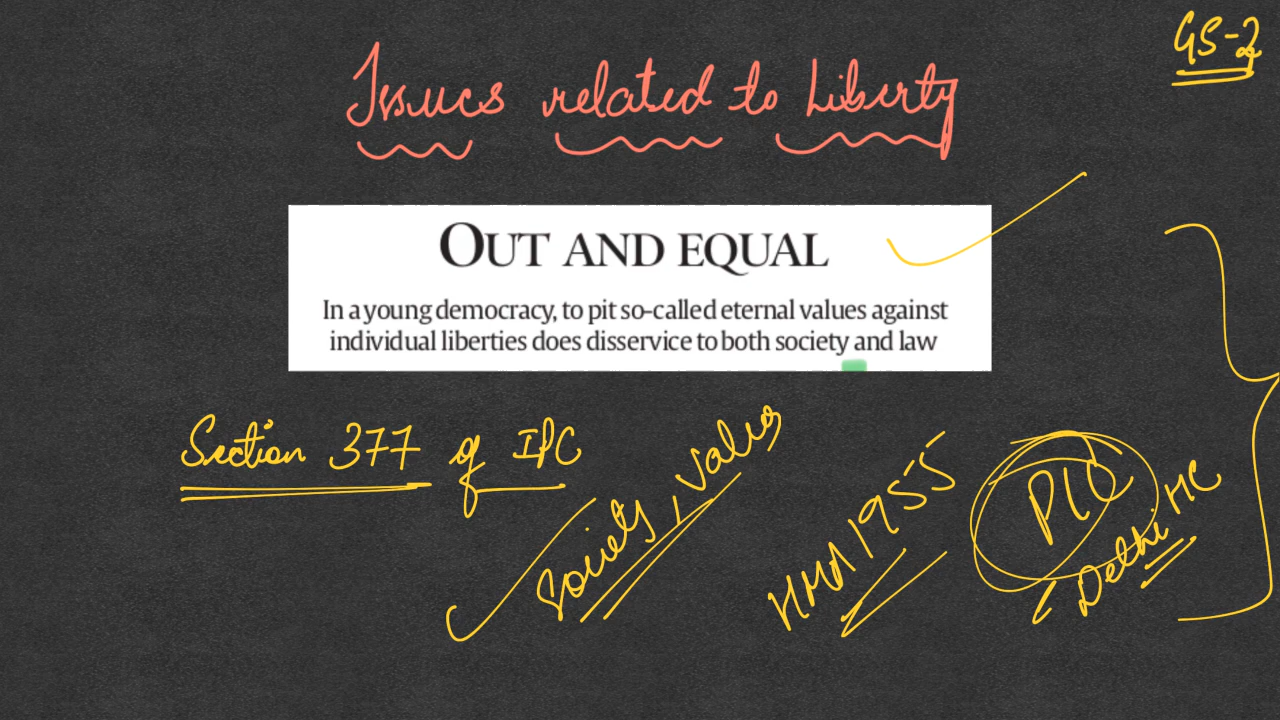 GS-2
Issues related to Liberty
OUT AND EQUAL
In a young democracy, to pit so-called eternal values against
individual liberties does disservice to both society and law
Section 377 of IPC
Society, Values
HMA 1955
PIL
Delhi HC